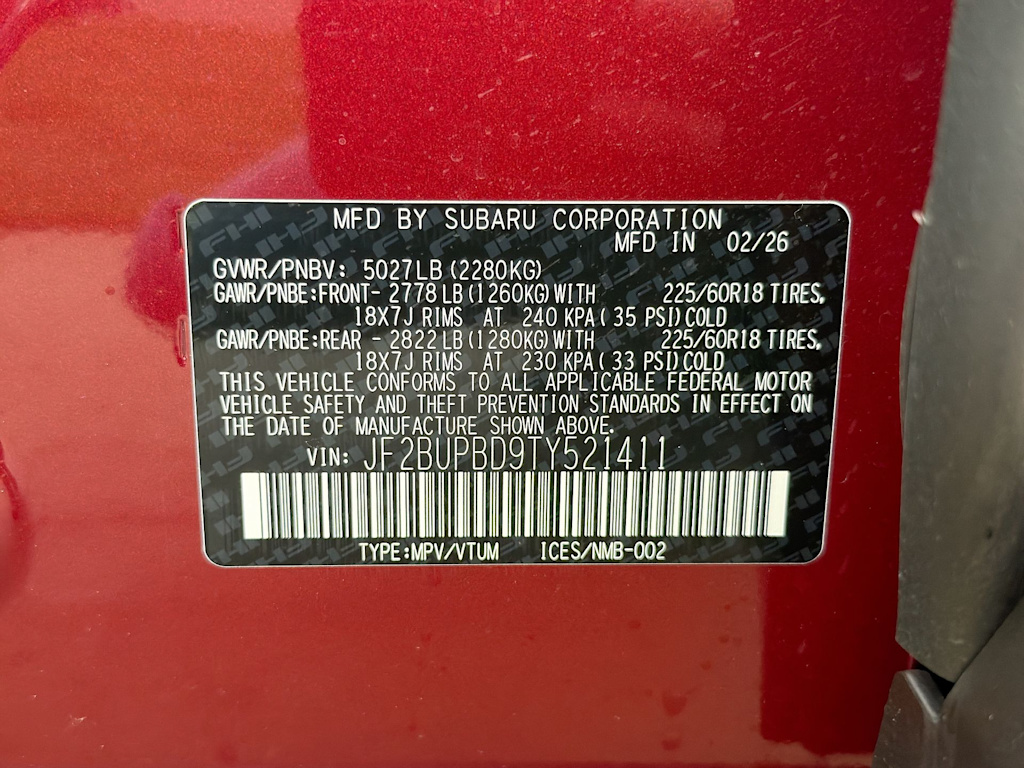 MFD BY SUBARU CORPORATION
MFD IN 02/26
GVWR/PNBV: 5027LB (2280KG)
GAWR/PNBE:FRONT- 2778 LB (1260KG) WITH 225/60R18 TIRES,
18X7J RIMS AT 240 KPA ( 35 PSI) COLD
GAWR/PNBE:REAR - 2822 LB (1280KG) WITH 225/60R18 TIRES,
18X7J RIMS AT 230 KPA ( 33 PSI) COLD
THIS VEHICLE CONFORMS TO ALL APPLICABLE FEDERAL MOTOR
VEHICLE SAFETY AND THEFT PREVENTION STANDARDS IN EFFECT ON
THE DATE OF MANUFACTURE SHOWN ABOVE.
VIN: JF2BUPBD9TY521411
TYPE:MPV/VTUM ICES/NMB-002